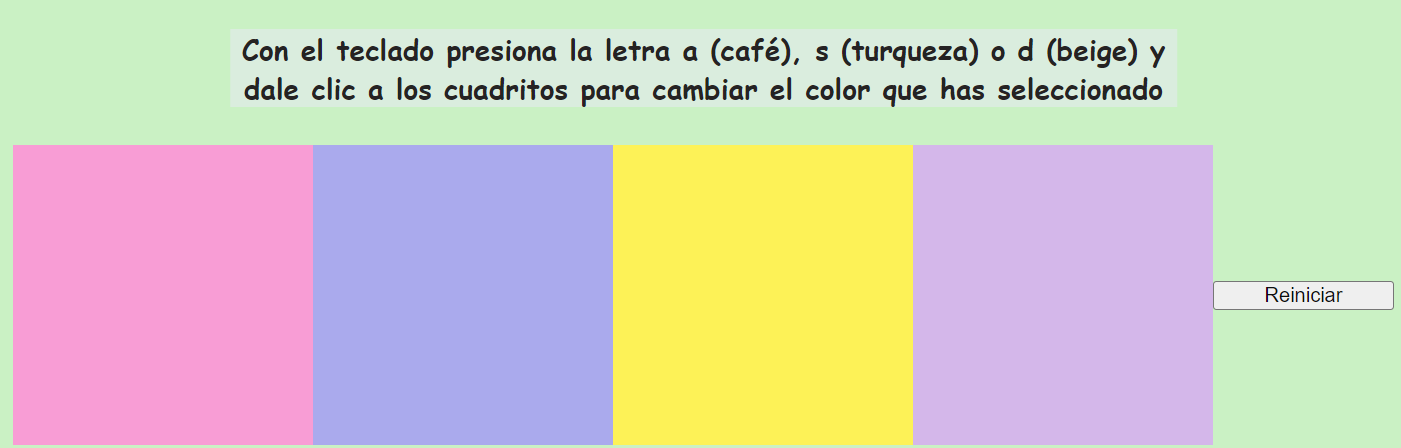 Con el teclado presiona la letra a (café), s (turqueza) o d (beige) y
dale clic a los cuadritos para cambiar el color que has seleccionado
Reiniciar